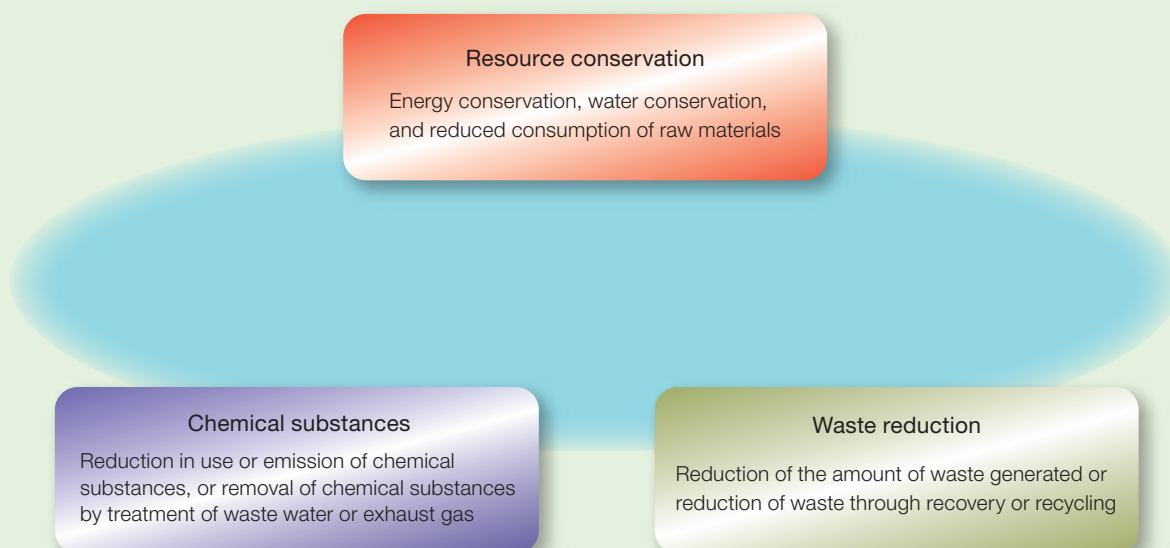 Resource conservation
Energy conservation, water conservation,
and reduced consumption of raw materials
Chemical substances
Reduction in use or emission of chemical
substances, or removal of chemical substances
by treatment of waste water or exhaust gas
Waste reduction
Reduction of the amount of waste generated or
reduction of waste through recovery or recycling